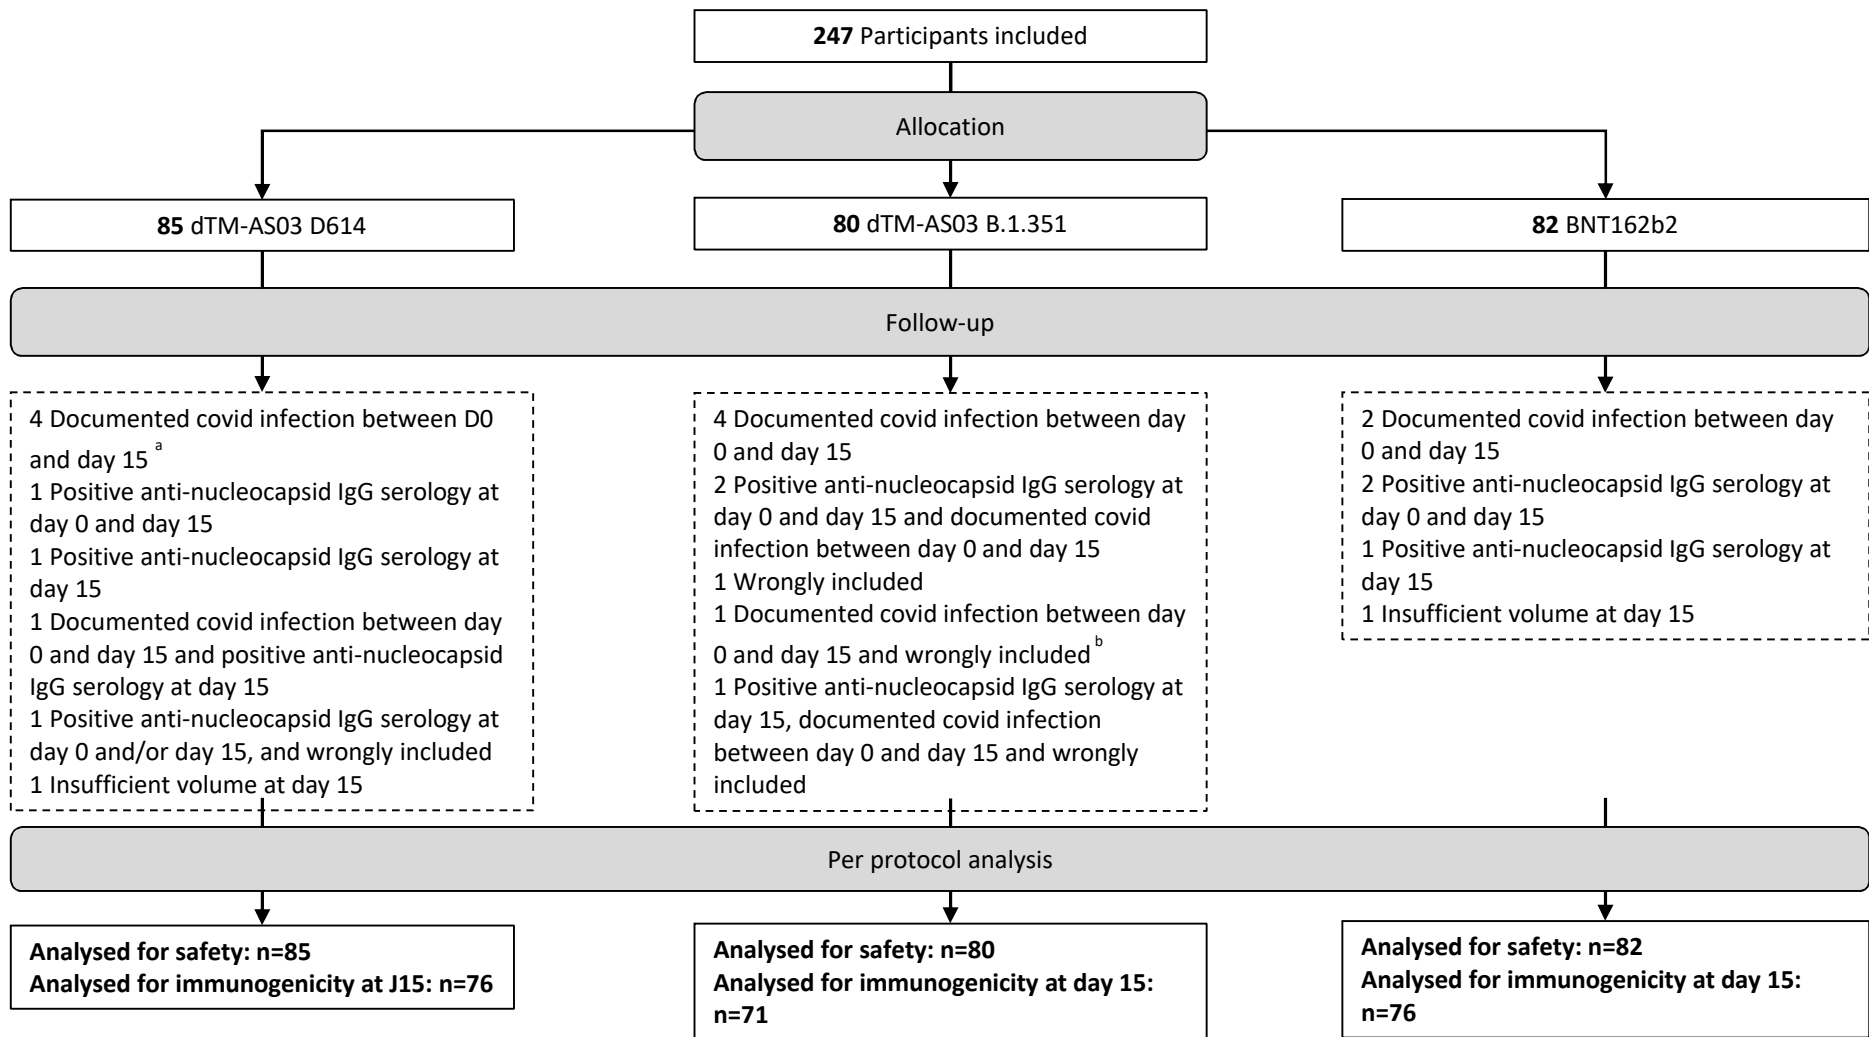 247 Participants included
Allocation
85 dTM-AS03 D614
80 dTM-AS03 B.1.351
82 BNT162b2
Follow-up
4 Documented covid infection between D0
and day 15 a
1 Positive anti-nucleocapsid IgG serology at
day 0 and day 15
1 Positive anti-nucleocapsid IgG serology at
day 15
1 Documented covid infection between day
0 and day 15 and positive anti-nucleocapsid
IgG serology at day 15
1 Positive anti-nucleocapsid IgG serology at
day 0 and/or day 15, and wrongly included
1 Insufficient volume at day 15
4 Documented covid infection between day
0 and day 15
2 Positive anti-nucleocapsid IgG serology at
day 0 and day 15 and documented covid
infection between day 0 and day 15
1 Wrongly included
1 Documented covid infection between day
0 and day 15 and wrongly included b
1 Positive anti-nucleocapsid IgG serology at
day 15, documented covid infection
between day 0 and day 15 and wrongly
included
2 Documented covid infection between day
0 and day 15
2 Positive anti-nucleocapsid IgG serology at
day 0 and day 15
1 Positive anti-nucleocapsid IgG serology at
day 15
1 Insufficient volume at day 15
Per protocol analysis
Analysed for safety: n=85
Analysed for immunogenicity at J15: n=76
Analysed for safety: n=80
Analysed for immunogenicity at day 15:
n=71
Analysed for safety: n=82
Analysed for immunogenicity at day 15:
n=76